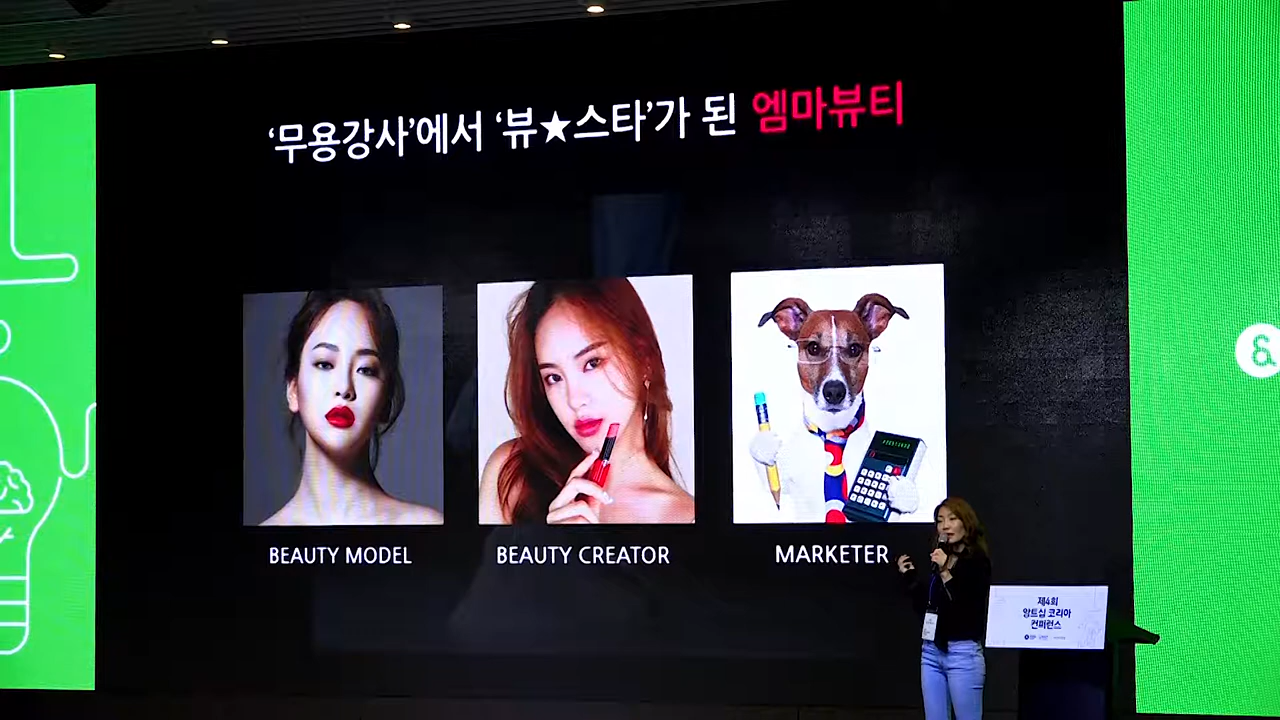 ‘무용강사’에서 ‘뷰★스타’가 된 엠마뷰티
BEAUTY MODEL
BEAUTY CREATOR
MARKETER
&
제4회
앙트십 코리아
컨퍼런스